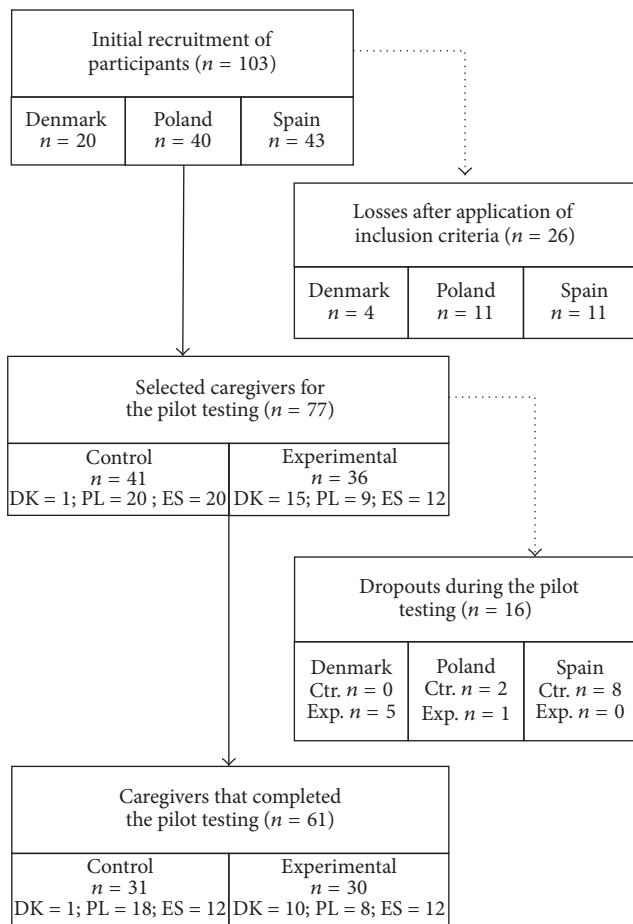 Initial recruitment of
participants (n = 103)
Denmark
n = 20
Poland
n = 40
Spain
n = 43
Losses after application of
inclusion criteria (n = 26)
Denmark
n = 4
Poland
n = 11
Spain
n = 11
Selected caregivers for
the pilot testing (n = 77)
Control
n = 41
DK = 1; PL = 20 ; ES = 20
Experimental
n = 36
DK = 15; PL = 9; ES = 12
Dropouts during the pilot
testing (n = 16)
Denmark
Ctr. n = 0
Exp. n = 5
Poland
Ctr. n = 2
Exp. n = 1
Spain
Ctr. n = 8
Exp. n = 0
Caregivers that completed
the pilot testing (n = 61)
Control
n = 31
DK = 1; PL = 18; ES = 12
Experimental
n = 30
DK = 10; PL = 8; ES = 12